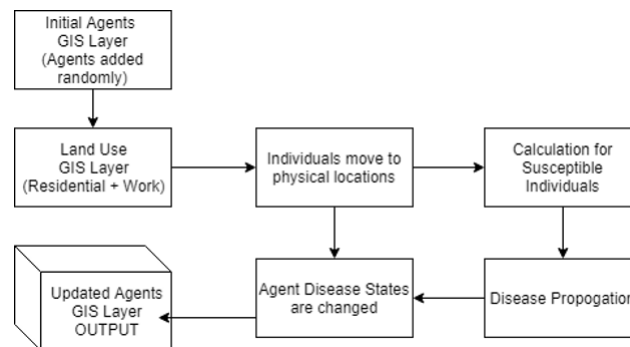 Initial Agents
GIS Layer
(Agents added
randomly)
Land Use
GIS Layer
(Residential + Work)
Individuals move to
physical locations
Calculation for
Susceptible
Individuals
Updated Agents
GIS Layer
OUTPUT
Agent Disease States
are changed
Disease Propogation